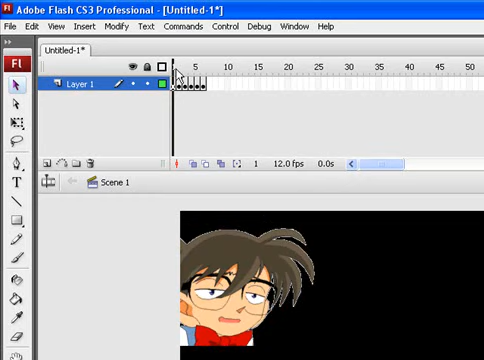 Adobe Flash CS3 Professional - [Untitled-1*]
File Edit View Insert Modify Text Commands Control Debug Window Help
Untitled-1*
Fl
5 10 15 20 25 30 35 40 45 50
Layer 1
1 12.0 fps 0.0s
Scene 1
T